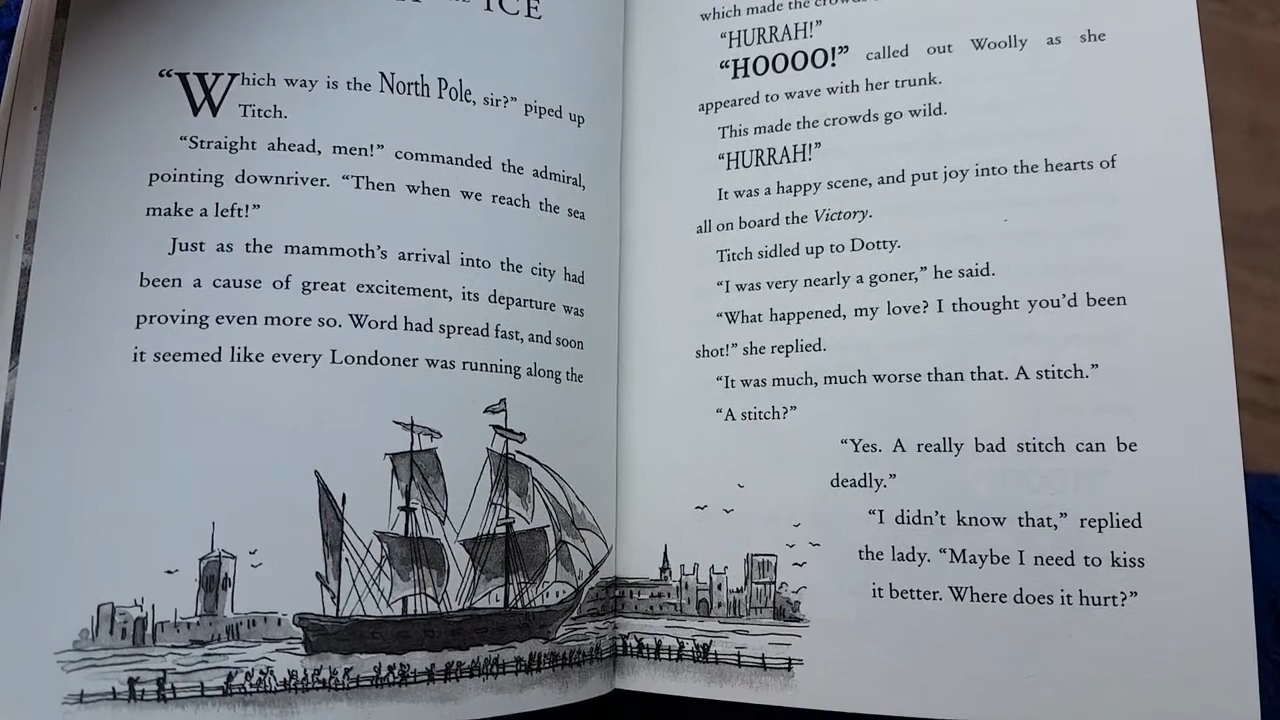 ICE
“Which way is the North Pole, sir?” piped up
Titch.
“Straight ahead, men!” commanded the admiral,
pointing downriver. “Then when we reach the sea
make a left!”
Just as the mammoth’s arrival into the city had
been a cause of great excitement, its departure was
proving even more so. Word had spread fast, and soon
it seemed like every Londoner was running along the
which made the crowds
“HURRAH!”
“HOOOO!” called out Woolly as she
appeared to wave with her trunk.
This made the crowds go wild.
“HURRAH!”
It was a happy scene, and put joy into the hearts of
all on board the Victory.
Titch sidled up to Dotty.
“I was very nearly a goner,” he said.
“What happened, my love? I thought you’d been
shot!” she replied.
“It was much, much worse than that. A stitch.”
“A stitch?”
“Yes. A really bad stitch can be
deadly.”
“I didn’t know that,” replied
the lady. “Maybe I need to kiss
it better. Where does it hurt?”